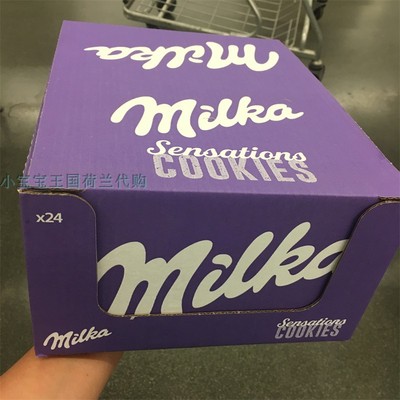 Milka
Milka
Sensations
COOKIES
小宝宝王国荷兰代购
x24
Milka
Milka
Sensations
COOKIES